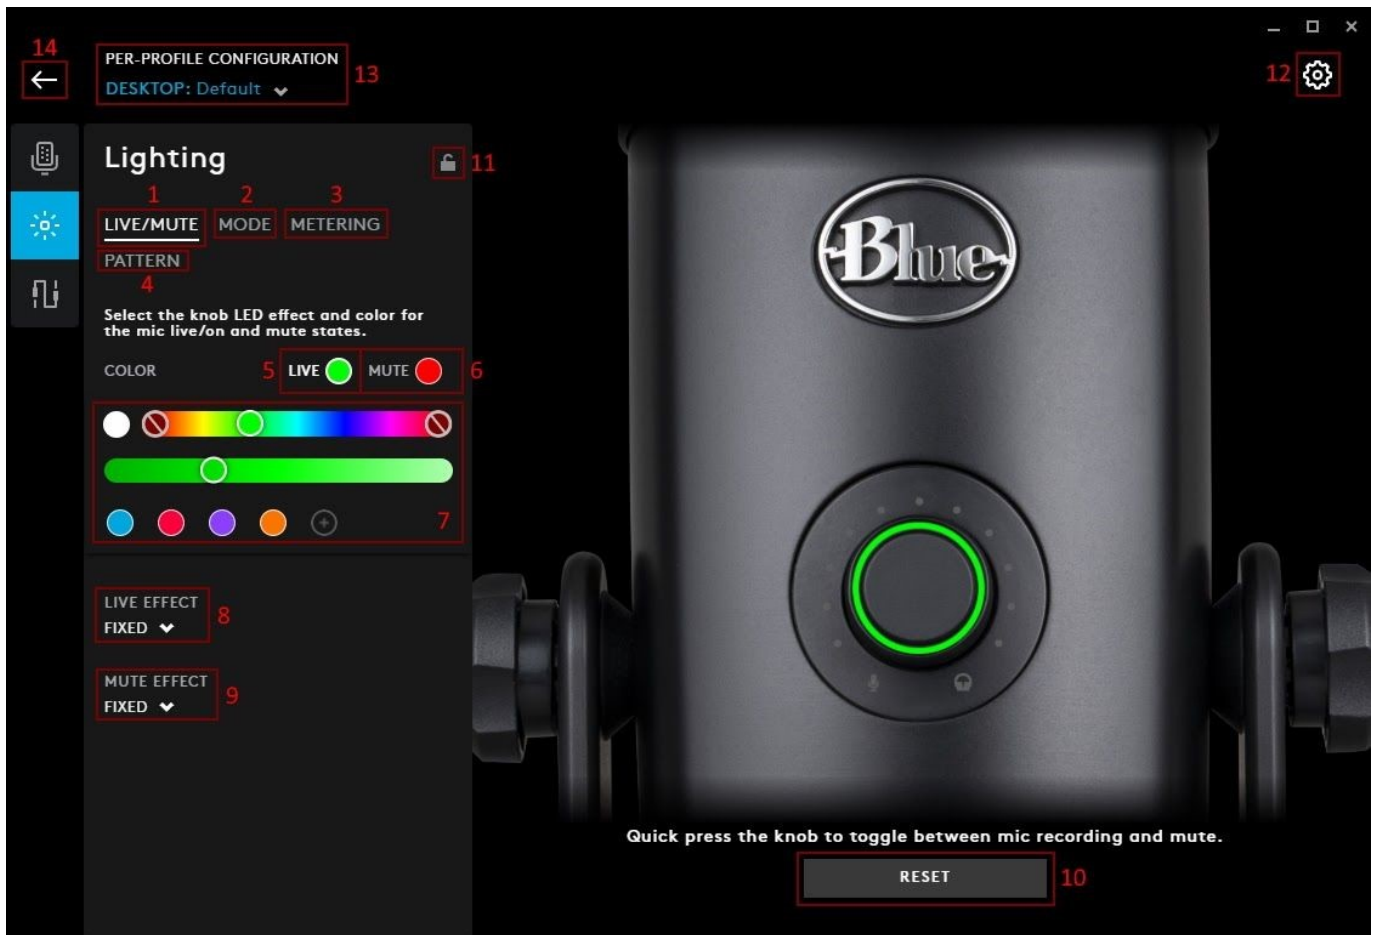 14
PER-PROFILE CONFIGURATION
DESKTOP: Default
13
12
Lighting
11
1 2 3
LIVE/MUTE MODE METERING
PATTERN
4
Select the knob LED effect and color for
the mic live/on and mute states.
COLOR 5 LIVE MUTE 6
7
LIVE EFFECT
FIXED
8
MUTE EFFECT
FIXED
9
Blue
Quick press the knob to toggle between mic recording and mute.
RESET 10